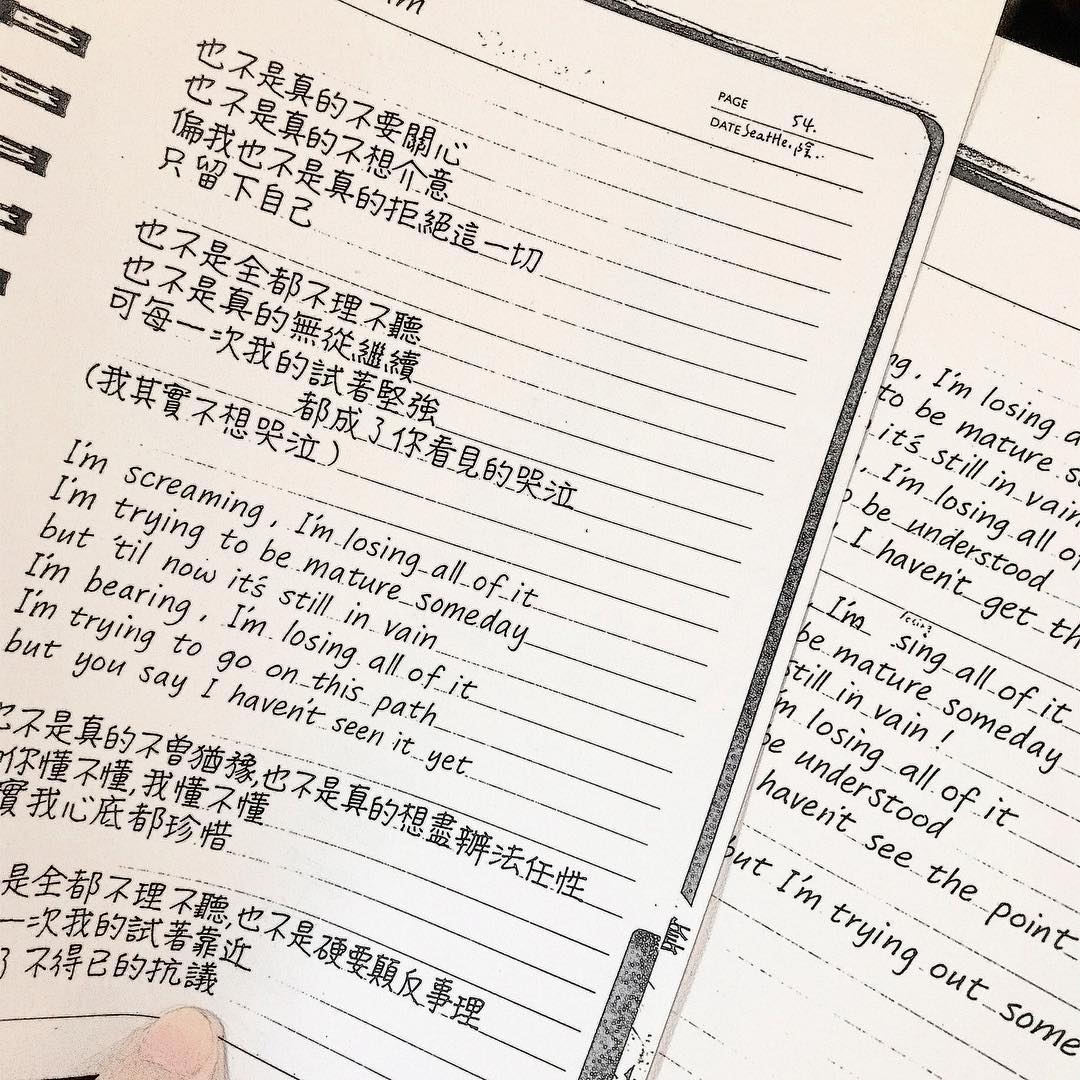 PAGE 54.
DATE Seattle. 陰..
也不是真的不要關心
也不是真的不想介意
偏我也不是真的拒絕這一切
只留下自己
也不是全都不理不聽
也不是真的無從繼續
可每一次我的試著堅強
都成了你看見的哭泣
(我其實不想哭泣)
I'm screaming, I'm losing all of it
I'm trying to be mature someday
but 'til now it's still in vain
I'm bearing, I'm losing all of it
I'm trying to go on this path
but you say I haven't seen it yet
也不是真的不曾猶豫,也不是真的想盡辦法任性
你懂不懂,我懂不懂
實我心底都珍惜
是全都不理不聽,也不是硬要顛反事理
一次我的試著靠近
了不得已的抗議
I'm losing
to be mature
it's still in vain
I'm losing all of
be understood
I haven't get
I'm sing all of it
be mature someday
still in vain!
losing all of it
be understood
haven't see the point
but I'm trying out some